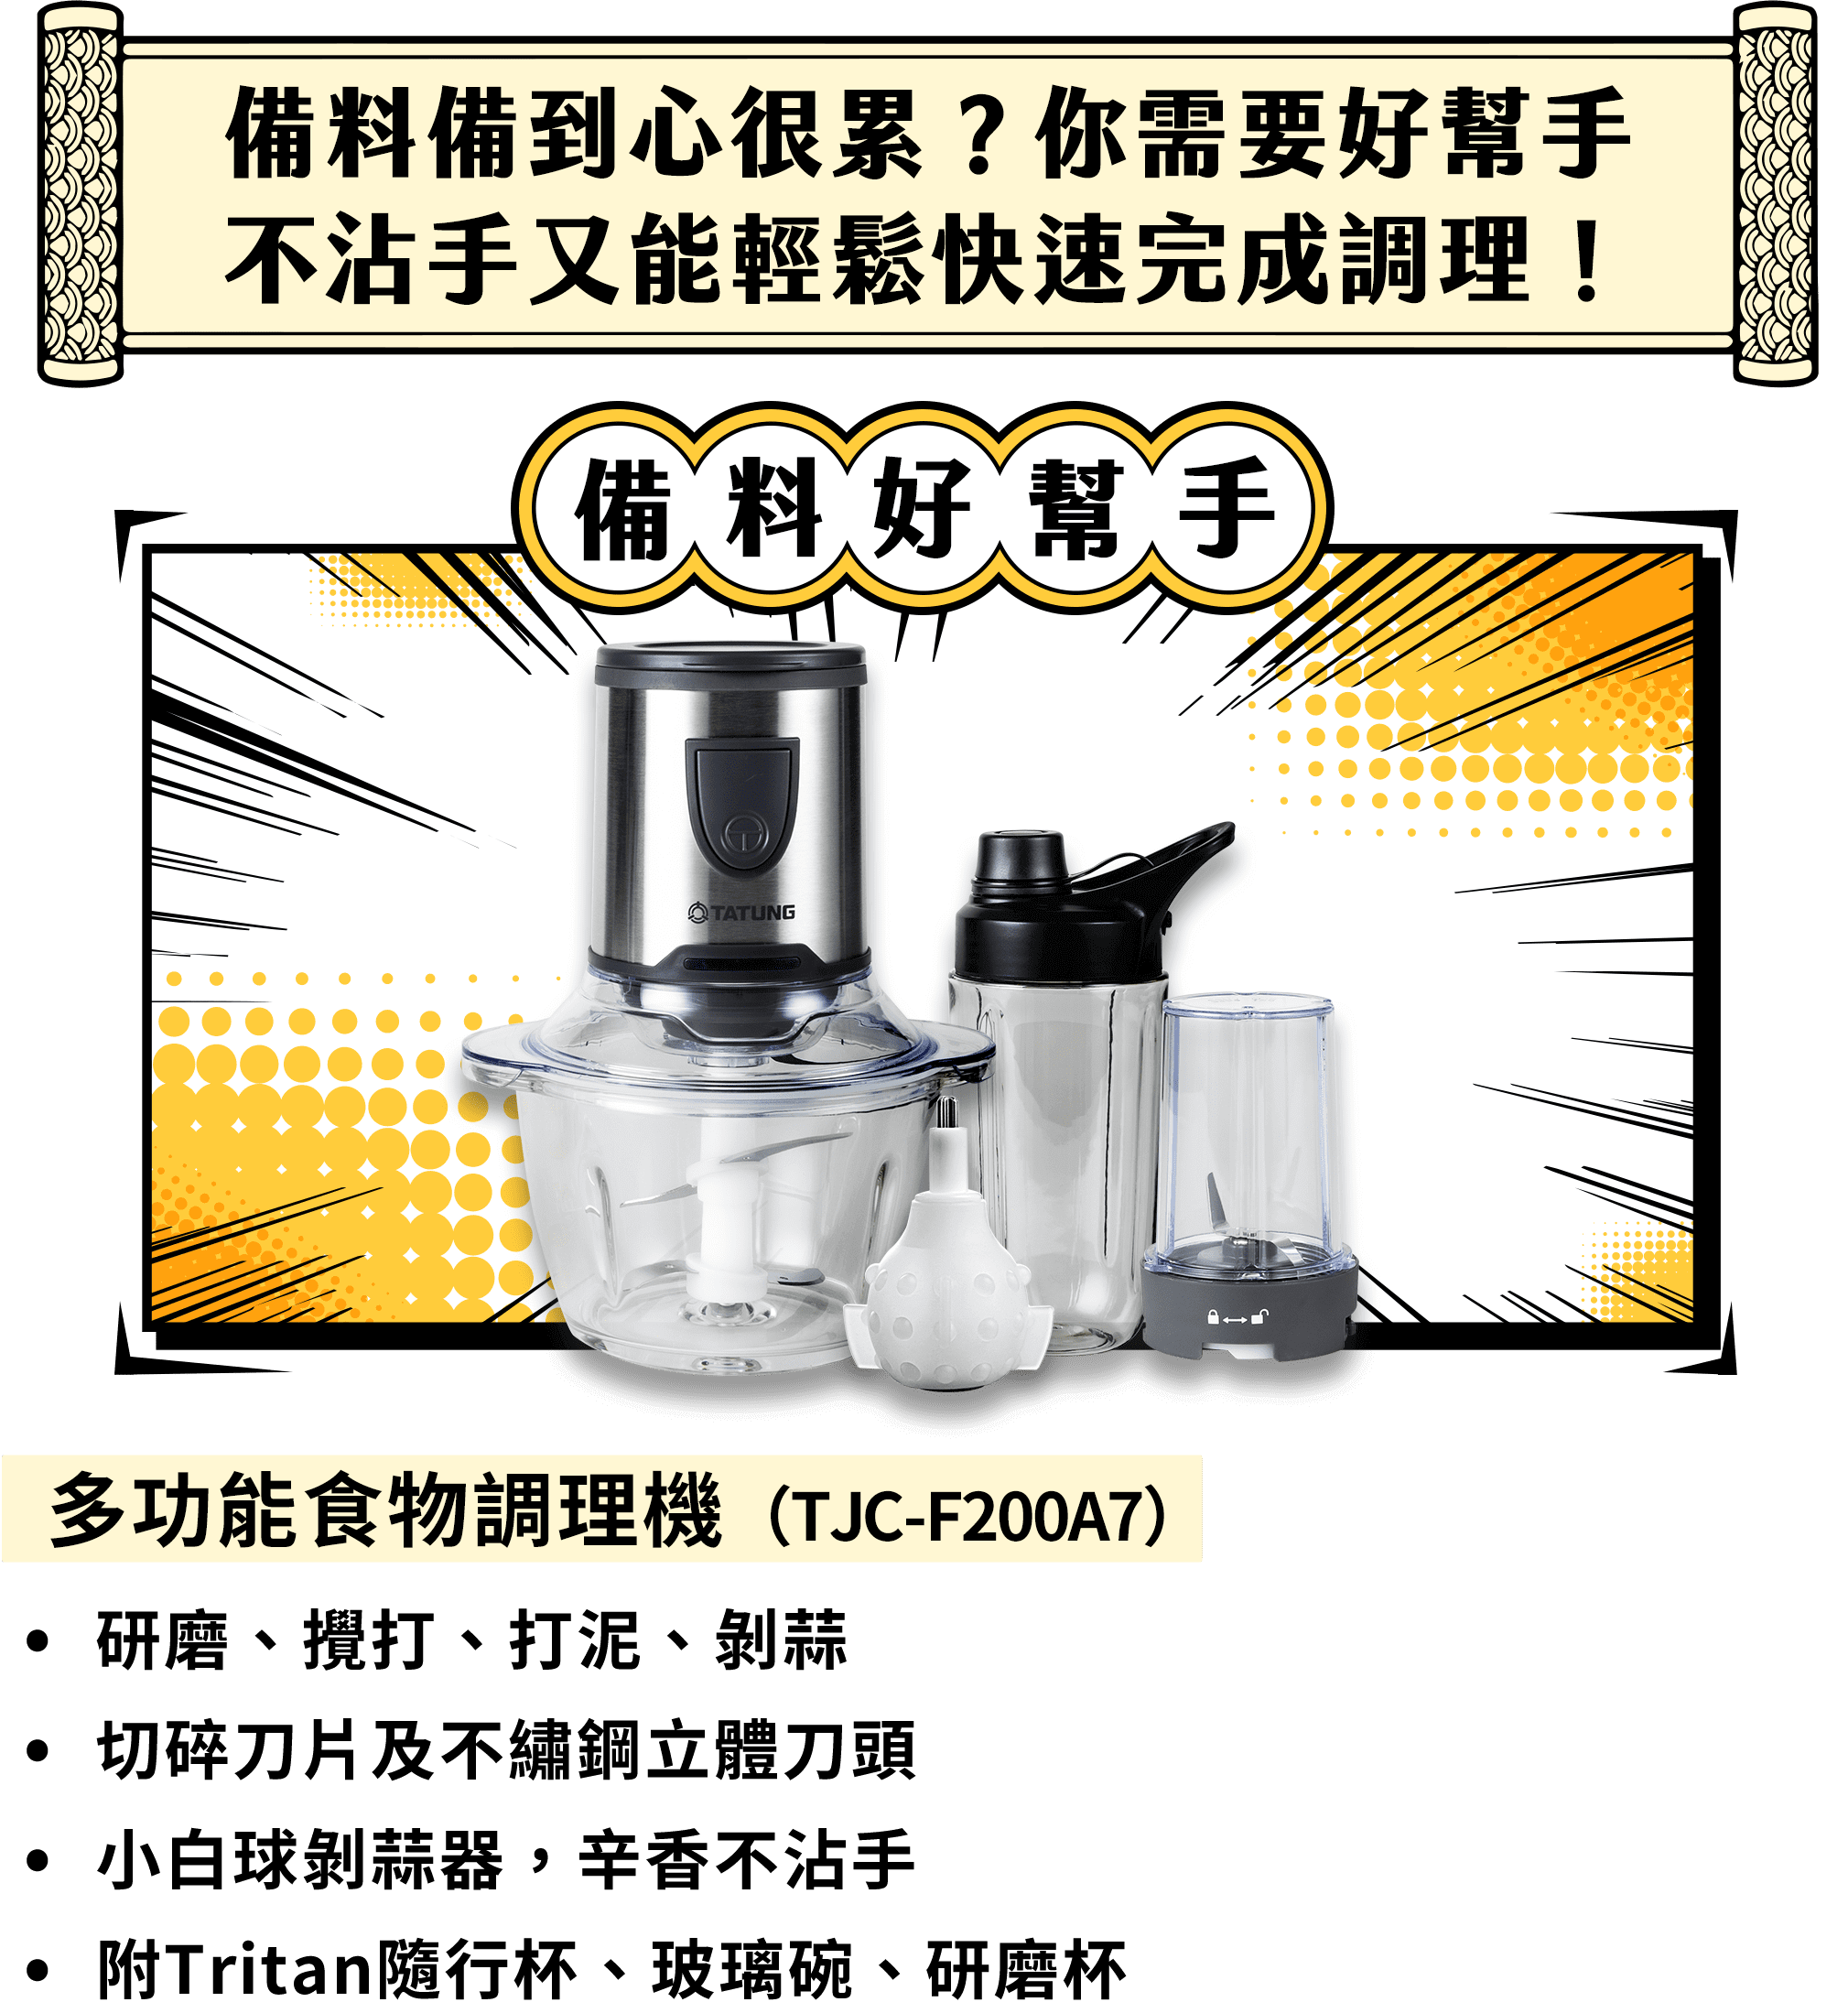 備料備到心很累？你需要好幫手
不沾手又能輕鬆快速完成調理！
備料好幫手
TATUNG
多功能食物調理機（TJC-F200A7）
• 研磨、攪打、打泥、剝蒜
• 切碎刀片及不鏽鋼立體刀頭
• 小白球剝蒜器，辛香不沾手
• 附Tritan隨行杯、玻璃碗、研磨杯